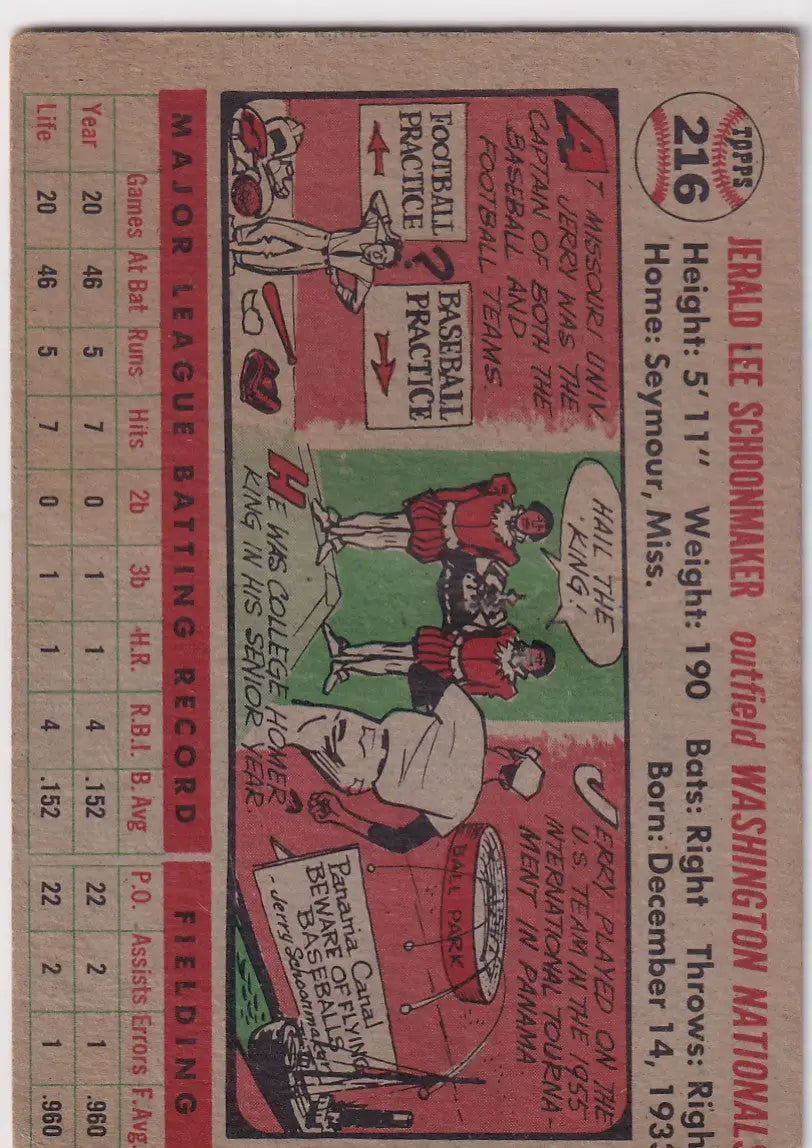 TOPPS
216
JERALD LEE SCHOONMAKER outfield WASHINGTON NATIONAL
Height: 5'11" Weight: 190 Bats: Right Throws: Righ
Home: Seymour, Miss. Born: December 14, 193
AT MISSOURI UNIV.
JERRY WAS THE
CAPTAIN OF BOTH THE
BASEBALL AND
FOOTBALL TEAMS.
FOOTBALL
PRACTICE
?
BASEBALL
PRACTICE
HAIL THE
'KING'!
HE WAS COLLEGE HOMER
KING IN HIS SENIOR YEAR.
JERRY PLAYED ON THE
U.S. TEAM IN THE 1955
INTERNATIONAL TOURNA-
MENT IN PANAMA
BALL PARK
Panama Canal
BEWARE OF FLYING
BASEBALLS
-Jerry Schoonmaker
MAJOR LEAGUE BATTING RECORD FIELDING
Games At Bat Runs Hits 2b 3b H.R. R.B.I. B. Avg P.O. Assists Errors F. Avg.
Year 20 46 5 7 0 1 1 4 .152 22 2 1 .960
Life 20 46 5 7 0 1 1 4 .152 22 2 1 .960